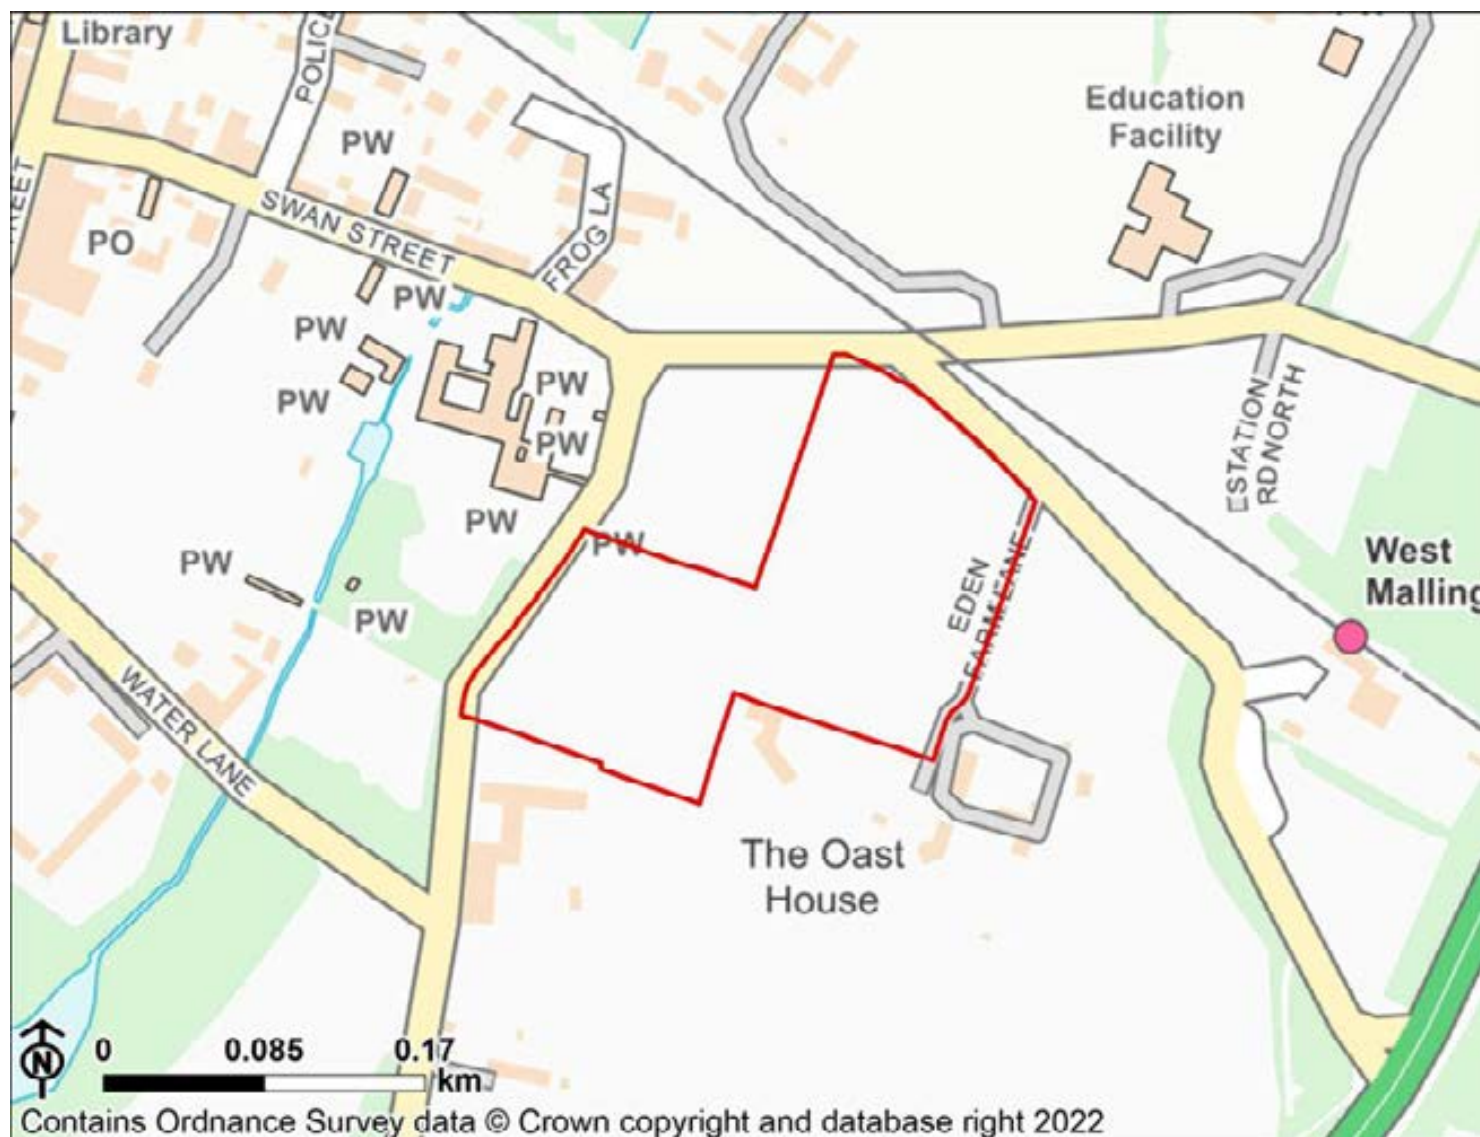 Library
POLICE
PW
Education
Facility
SWAN STREET
FROG LA
PO
PW
PW
PW
PW
PW
PW
PW
PW
PW
STATION
RD NORTH
EDEN
FARM LANE
West
Malling
WATER LANE
The Oast
House
N
0 0.085 0.17
km
Contains Ordnance Survey data © Crown copyright and database right 2022